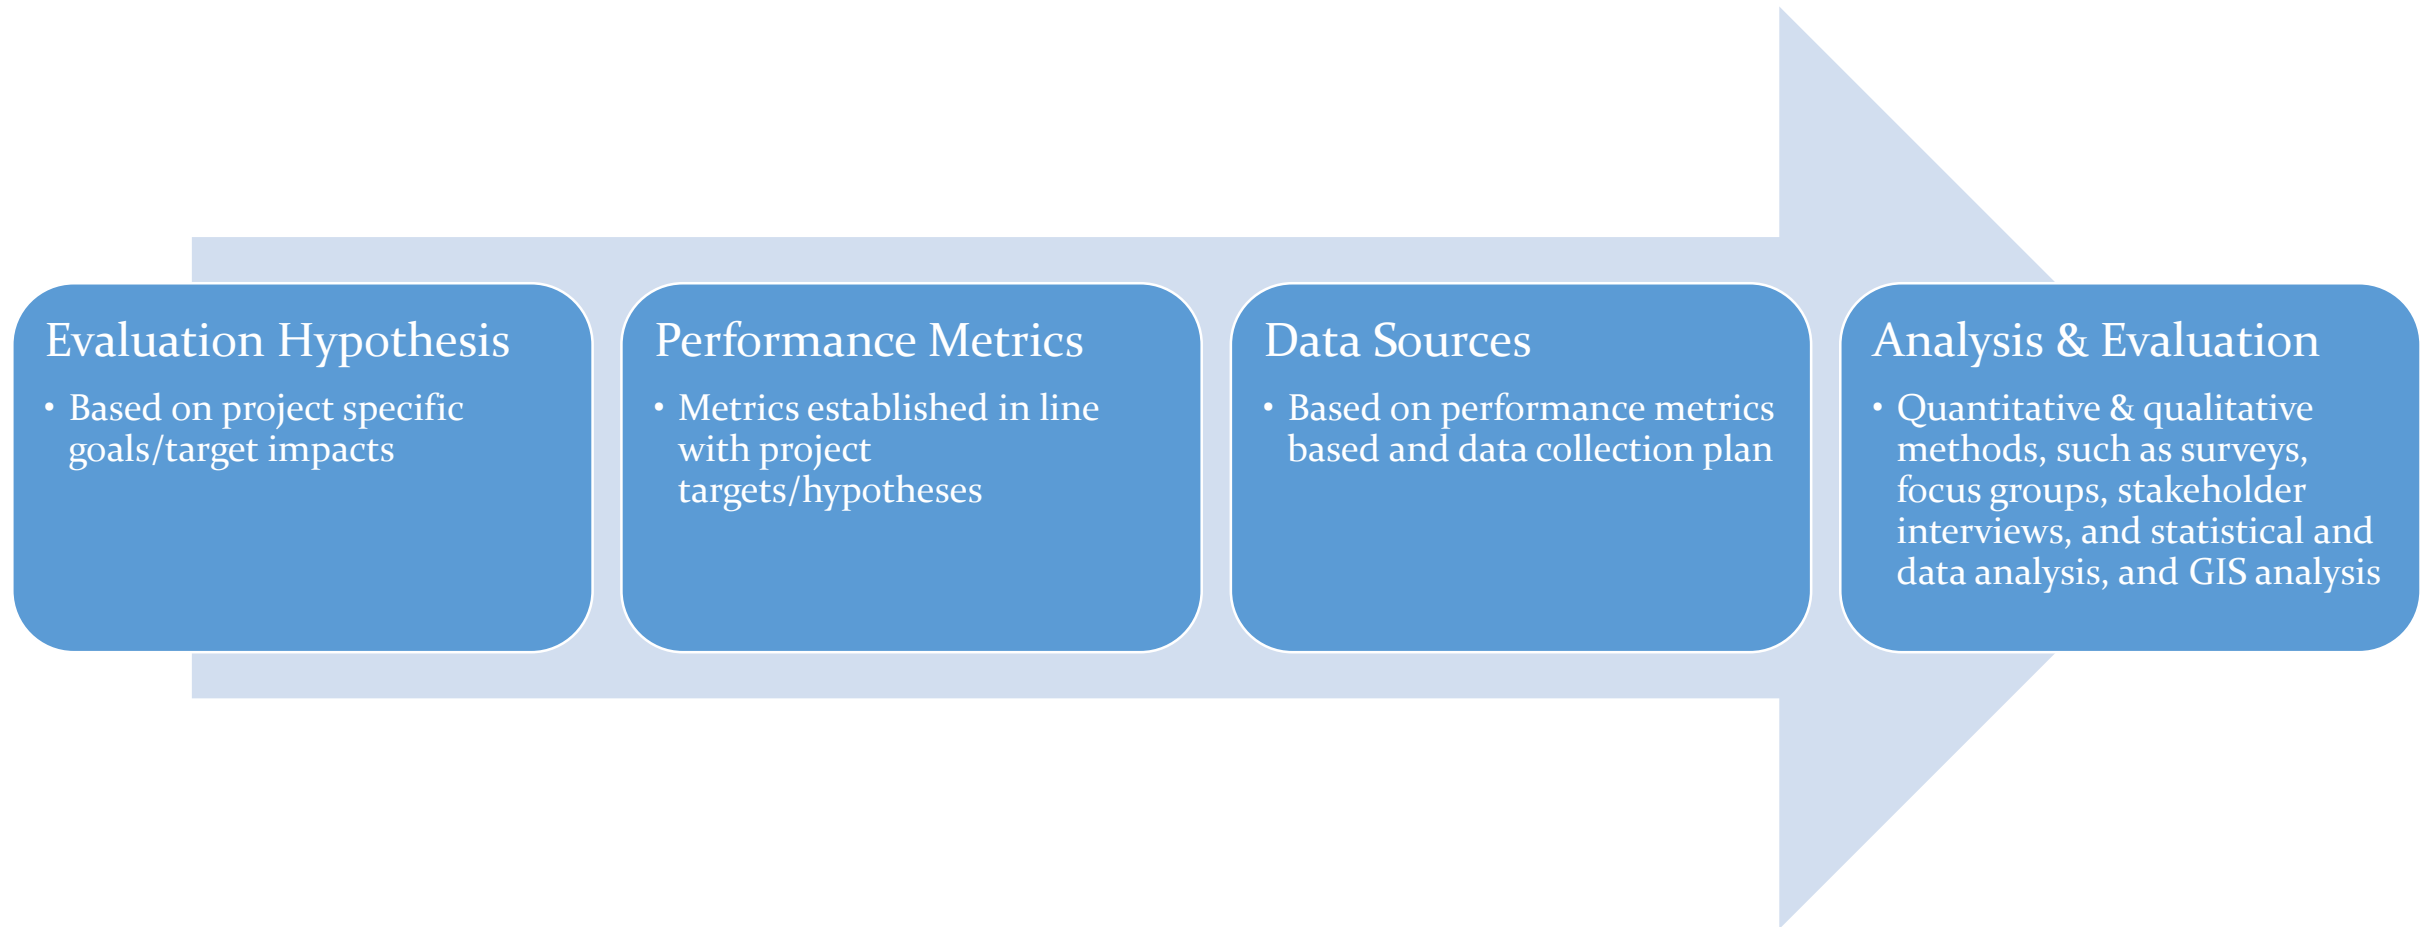 Evaluation Hypothesis
• Based on project specific
goals/target impacts
Performance Metrics
• Metrics established in line
with project
targets/hypotheses
Data Sources
• Based on performance metrics
based and data collection plan
Analysis & Evaluation
• Quantitative & qualitative
methods, such as surveys,
focus groups, stakeholder
interviews, and statistical and
data analysis, and GIS analysis